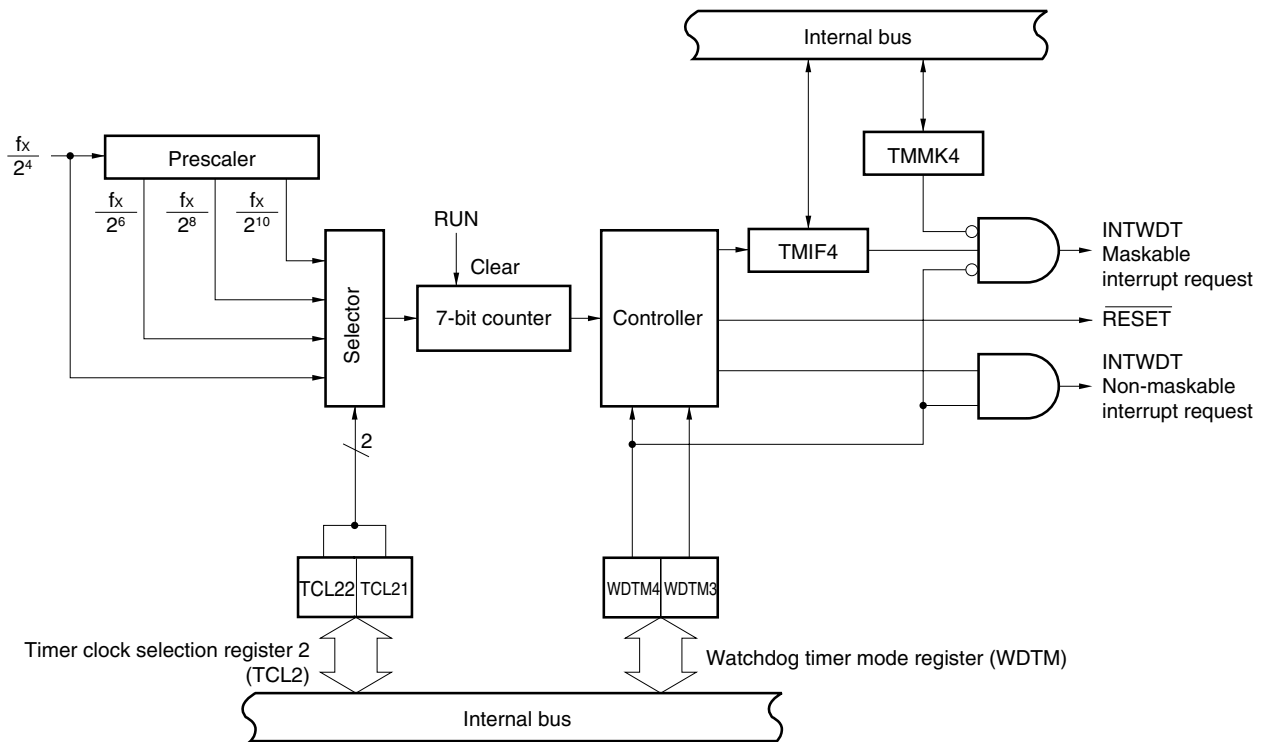 Internal bus
fX
2⁴
Prescaler
TMMK4
fX
2⁶
fX
2⁸
fX
2¹⁰
RUN
Clear
Selector
7-bit counter
Controller
TMIF4
INTWDT
Maskable
interrupt request
RESET
INTWDT
Non-maskable
interrupt request
2
TCL22
TCL21
WDTM4
WDTM3
Timer clock selection register 2
(TCL2)
Watchdog timer mode register (WDTM)
Internal bus